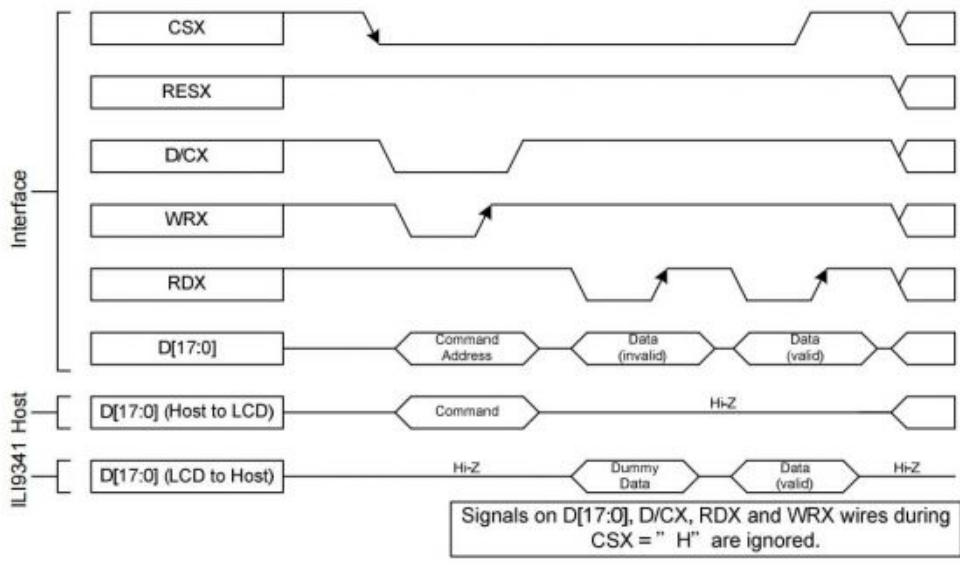 Interface
CSX
RESX
D/CX
WRX
RDX
D[17:0]
Command
Address
Data
(invalid)
Data
(valid)
Host
D[17:0] (Host to LCD)
Command
Hi-Z
ILI9341
D[17:0] (LCD to Host)
Hi-Z
Dummy
Data
Data
(valid)
Hi-Z
Signals on D[17:0], D/CX, RDX and WRX wires during
CSX = ” H” are ignored.